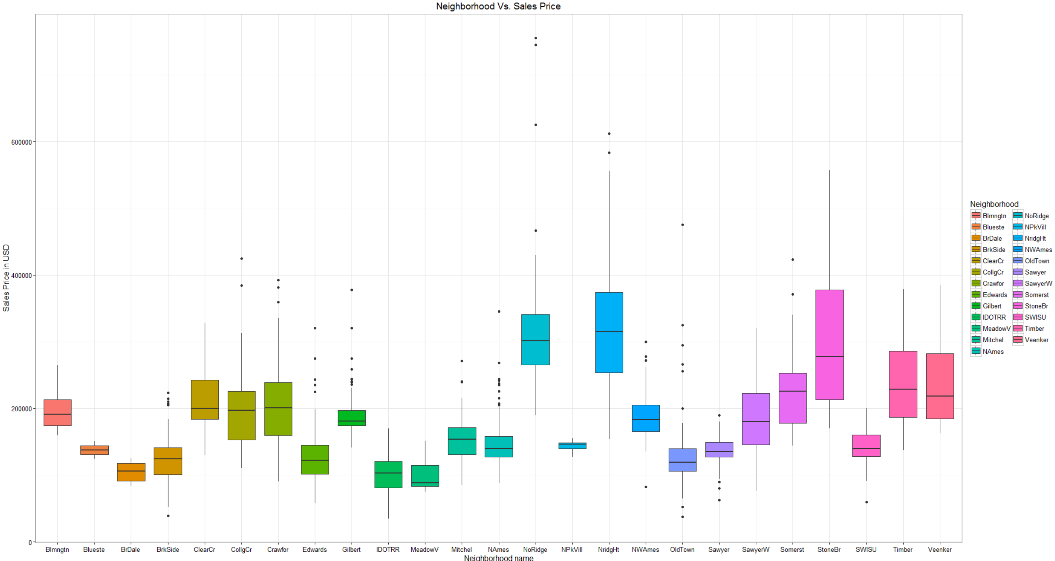 Neighborhood Vs. Sales Price
Sales Price in USD
600000
400000
200000
0
Blmngtn Blueste BrDale BrkSide ClearCr CollgCr Crawfor Edwards Gilbert IDOTRR MeadowV Mitchel NAmes NoRidge NPkVill NridgHt NWAmes OldTown Sawyer SawyerW Somerst StoneBr SWISU Timber Veenker
Neighborhood name
Neighborhood
Blmngtn NoRidge
Blueste NPkVill
BrDale NridgHt
BrkSide NWAmes
ClearCr OldTown
CollgCr Sawyer
Crawfor SawyerW
Edwards Somerst
Gilbert StoneBr
IDOTRR SWISU
MeadowV Timber
Mitchel Veenker
NAmes